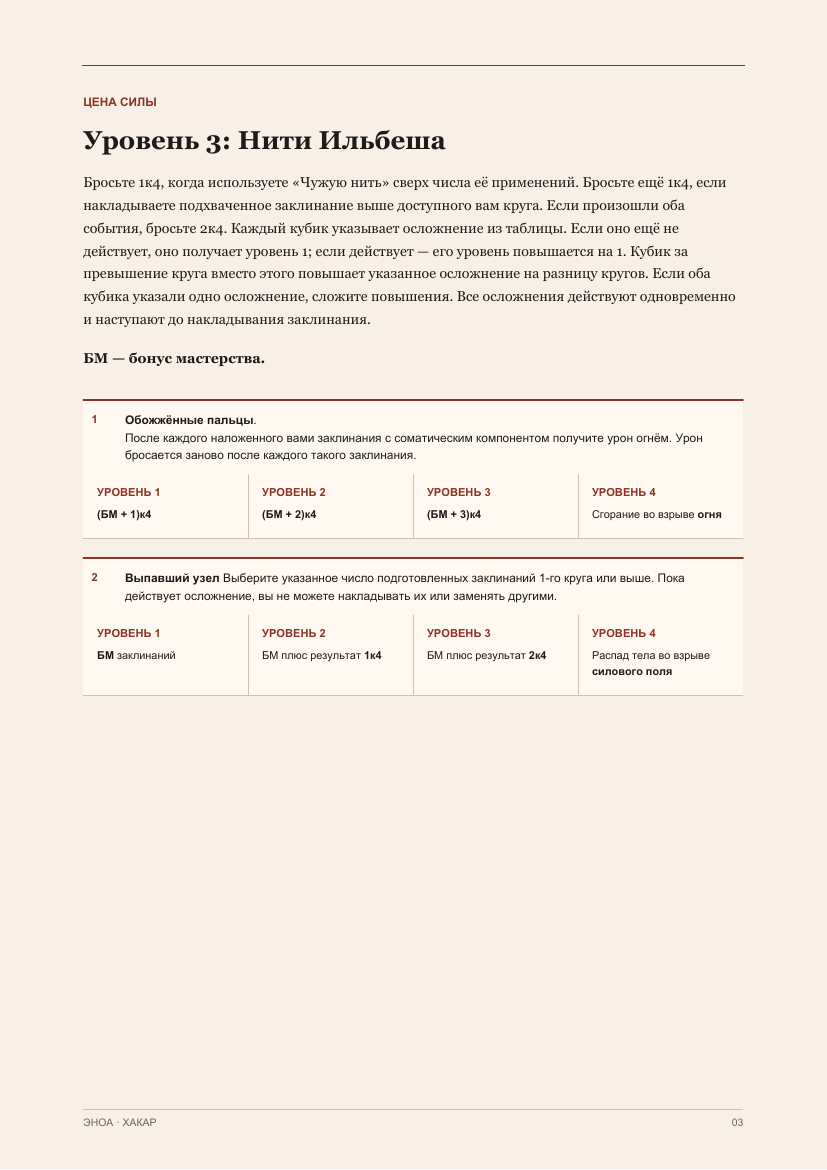 ЦЕНА СИЛЫ
Уровень 3: Нити Ильбеша
Бросьте 1к4, когда используете «Чужую нить» сверх числа её применений. Бросьте ещё 1к4, если
накладываете подхваченное заклинание выше доступного вам круга. Если произошли оба
события, бросьте 2к4. Каждый кубик указывает осложнение из таблицы. Если оно ещё не
действует, оно получает уровень 1; если действует — его уровень повышается на 1. Кубик за
превышение круга вместо этого повышает указанное осложнение на разницу кругов. Если оба
кубика указали одно осложнение, сложите повышения. Все осложнения действуют одновременно
и наступают до накладывания заклинания.
БМ — бонус мастерства.
1 Обожжённые пальцы.
После каждого наложенного вами заклинания с соматическим компонентом получите урон огнём. Урон
бросается заново после каждого такого заклинания.
УРОВЕНЬ 1 УРОВЕНЬ 2 УРОВЕНЬ 3 УРОВЕНЬ 4
(БМ + 1)к4 (БМ + 2)к4 (БМ + 3)к4 Сгорание во взрыве огня
2 Выпавший узел Выберите указанное число подготовленных заклинаний 1-го круга или выше. Пока
действует осложнение, вы не можете накладывать их или заменять другими.
УРОВЕНЬ 1 УРОВЕНЬ 2 УРОВЕНЬ 3 УРОВЕНЬ 4
БМ заклинаний БМ плюс результат 1к4 БМ плюс результат 2к4 Распад тела во взрыве
силового поля
ЭНОА · ХАКАР 03